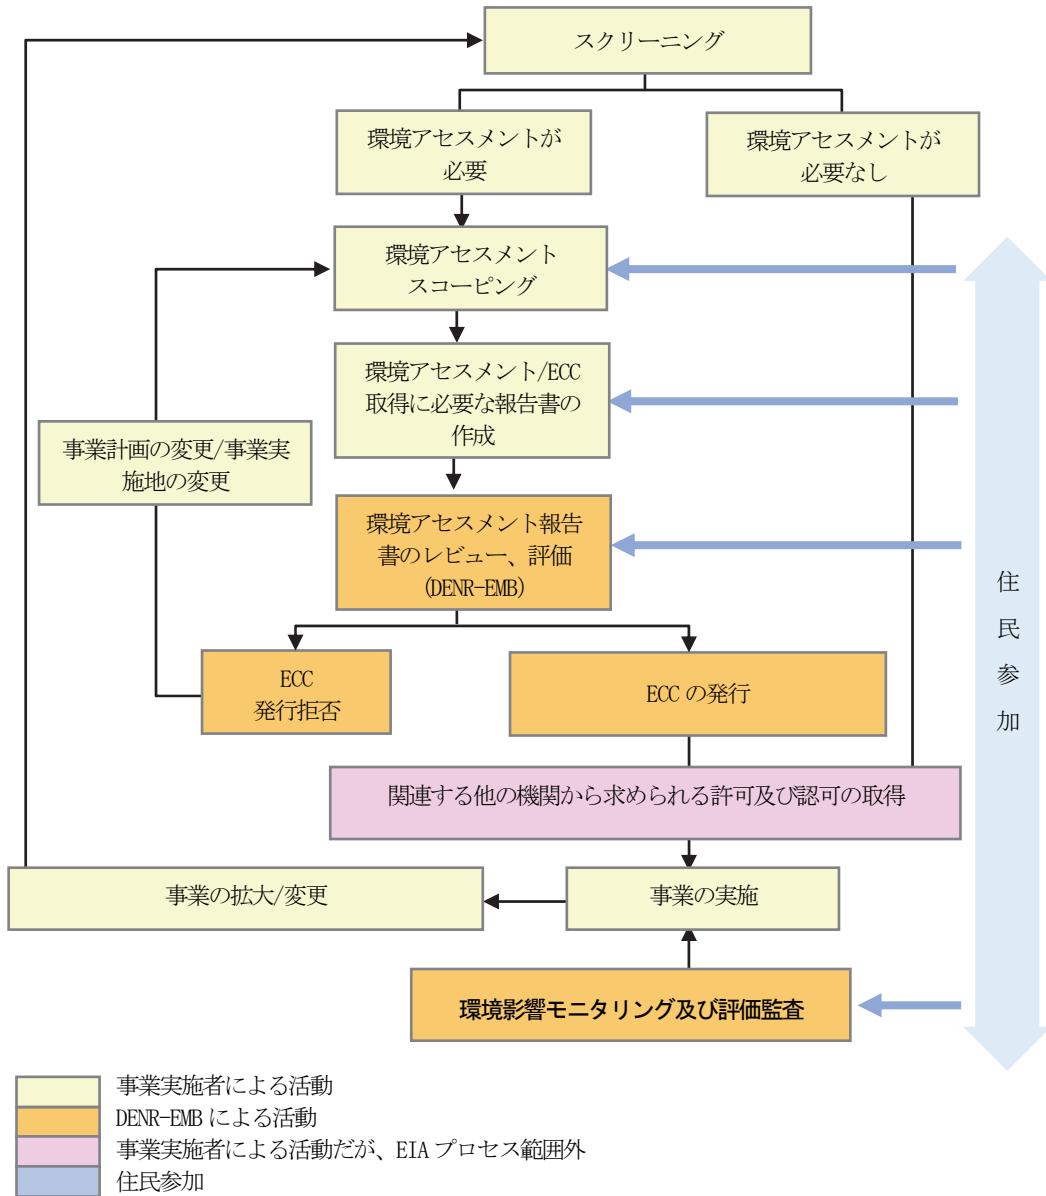 スクリーニング
環境アセスメントが
必要
環境アセスメントが
必要なし
環境アセスメント
スコーピング
環境アセスメント/ECC
取得に必要な報告書の
作成
事業計画の変更/事業実
施地の変更
環境アセスメント報告
書のレビュー、評価
(DENR-EMB)
住
民
参
加
ECC
発行拒否
ECC の発行
関連する他の機関から求められる許可及び認可の取得
事業の拡大/変更
事業の実施
環境影響モニタリング及び評価監査
事業実施者による活動
DENR-EMB による活動
事業実施者による活動だが、EIA プロセス範囲外
住民参加